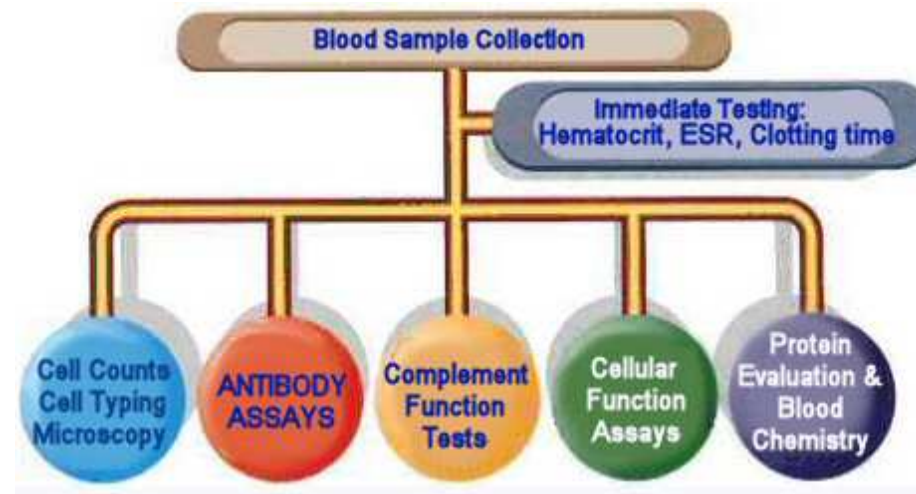 Blood Sample Collection
Immediate Testing:
Hematocrit, ESR, Clotting time
Cell Counts
Cell Typing
Microscopy
ANTIBODY
ASSAYS
Complement
Function
Tests
Cellular
Function
Assays
Protein
Evaluation &
Blood
Chemistry